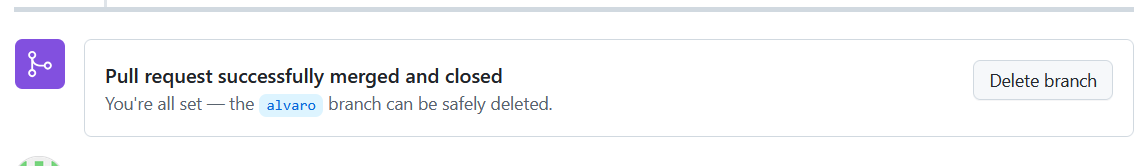 Pull request successfully merged and closed
You're all set — the alvaro branch can be safely deleted.
Delete branch